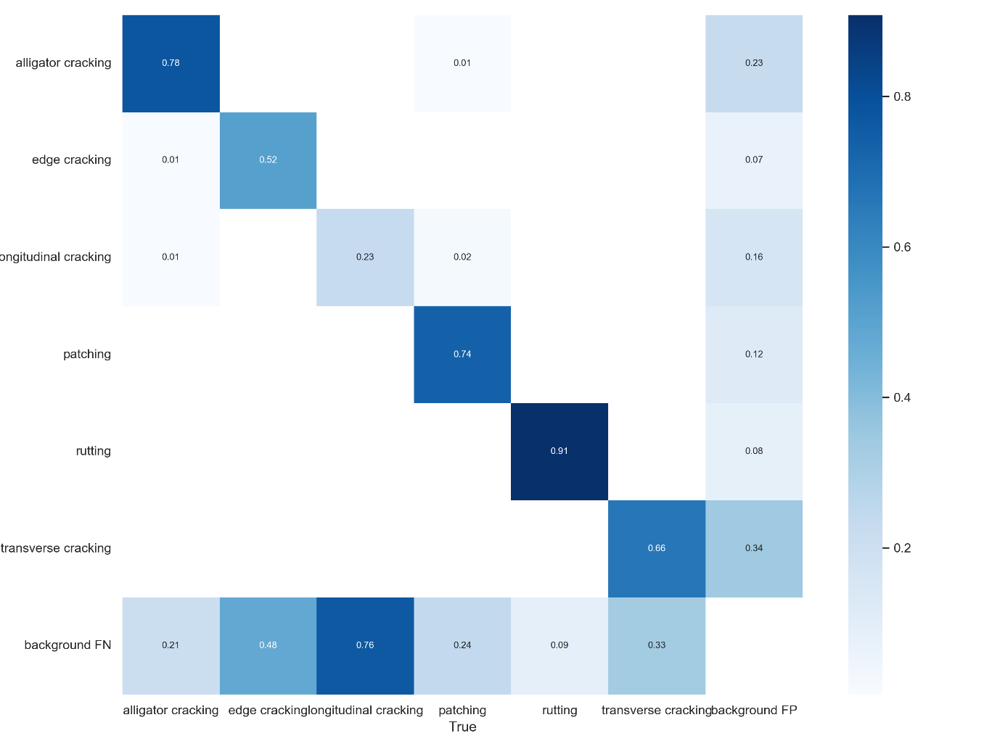 alligator cracking 0.78 0.01 0.23
0.8
edge cracking 0.01 0.52 0.07
ongitudinal cracking 0.01 0.23 0.02 0.16
0.6
patching 0.74 0.12
0.4
rutting 0.91 0.08
transverse cracking 0.66 0.34
0.2
background FN 0.21 0.48 0.76 0.24 0.09 0.33
alligator cracking edge cracking longitudinal cracking patching rutting transverse cracking background FP
True